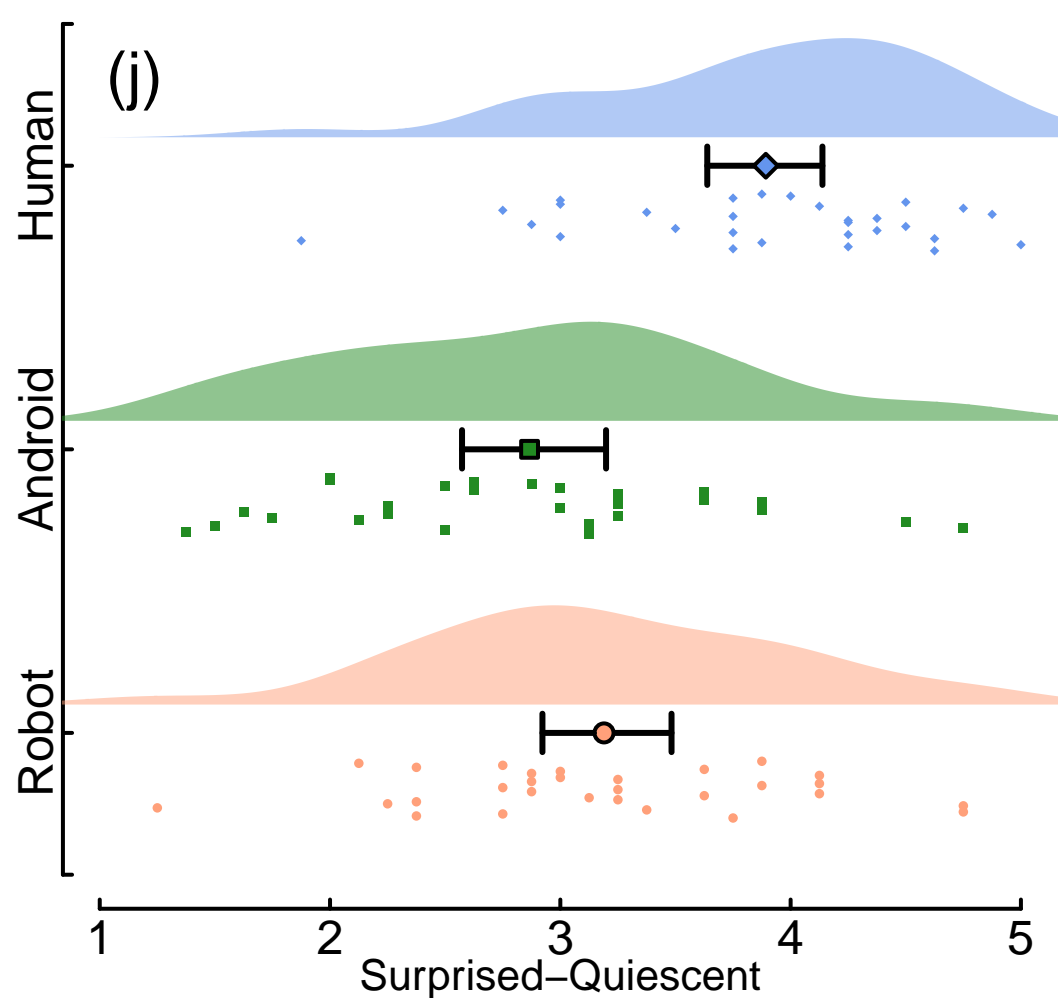 (j)
Human
Android
Robot
1 2 3 4 5
Surprised–Quiescent